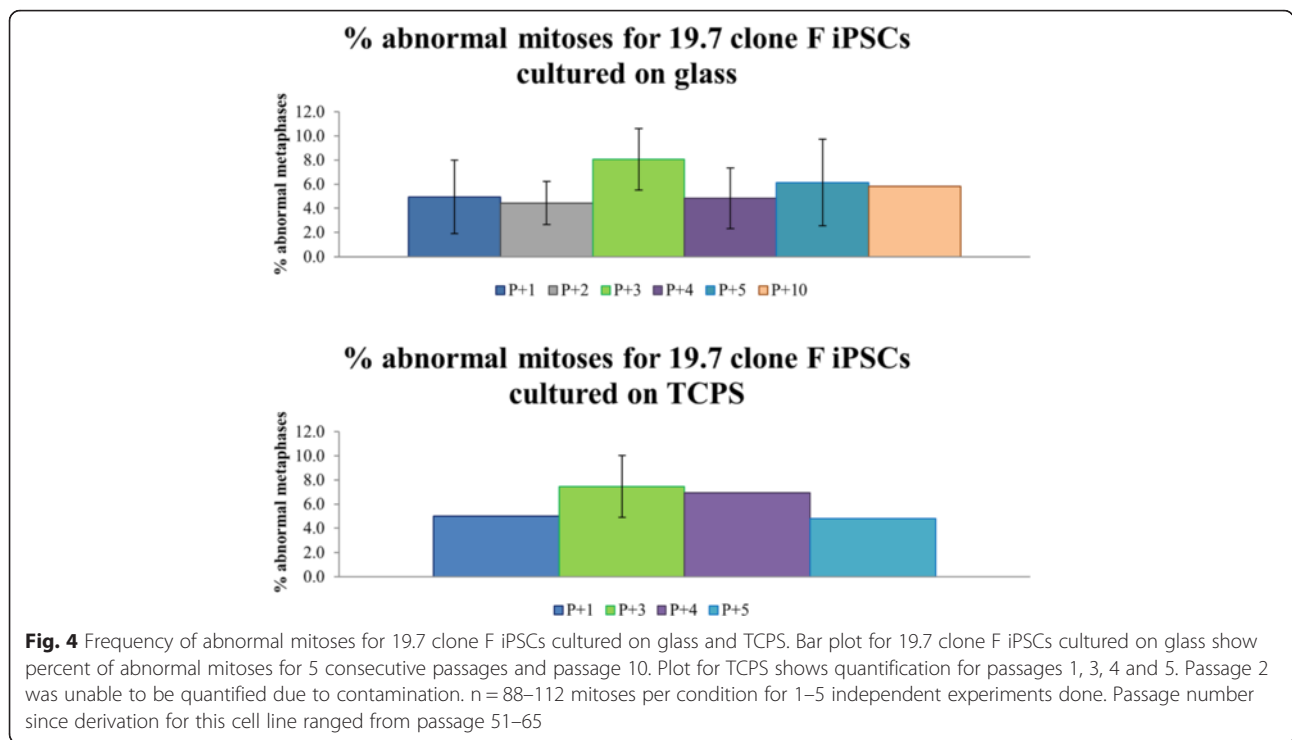 % abnormal mitoses for 19.7 clone F iPSCs
cultured on glass
% abnormal metaphases
12.0
10.0
8.0
6.0
4.0
2.0
0.0
P+1 P+2 P+3 P+4 P+5 P+10
% abnormal mitoses for 19.7 clone F iPSCs
cultured on TCPS
% abnormal metaphases
12.0
10.0
8.0
6.0
4.0
2.0
0.0
P+1 P+3 P+4 P+5
Fig. 4 Frequency of abnormal mitoses for 19.7 clone F iPSCs cultured on glass and TCPS. Bar plot for 19.7 clone F iPSCs cultured on glass show
percent of abnormal mitoses for 5 consecutive passages and passage 10. Plot for TCPS shows quantification for passages 1, 3, 4 and 5. Passage 2
was unable to be quantified due to contamination. n = 88–112 mitoses per condition for 1–5 independent experiments done. Passage number
since derivation for this cell line ranged from passage 51–65